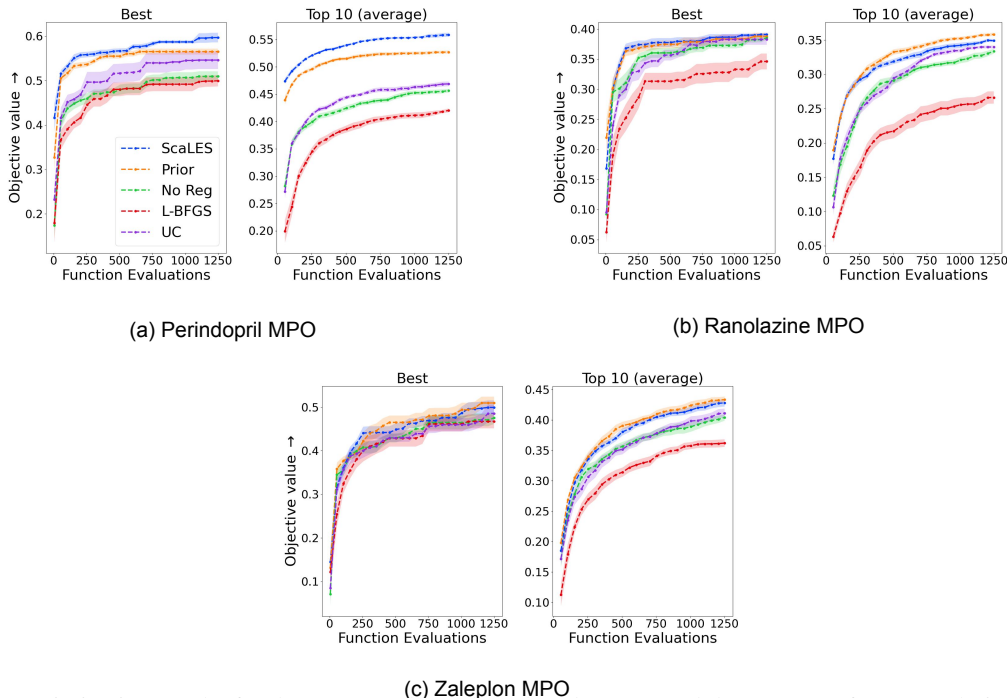 Best
Top 10 (average)
Objective value →
0.6
0.5
0.4
0.3
0.2
ScaLES
Prior
No Reg
L-BFGS
UC
0 250 500 750 1000 1250
Function Evaluations
0.55
0.50
0.45
0.40
0.35
0.30
0.25
0.20
0 250 500 750 1000 1250
Function Evaluations
(a) Perindopril MPO
Best
Top 10 (average)
Objective value →
0.40
0.35
0.30
0.25
0.20
0.15
0.10
0.05
0 250 500 750 1000 1250
Function Evaluations
0.35
0.30
0.25
0.20
0.15
0.10
0.05
0 250 500 750 1000 1250
Function Evaluations
(b) Ranolazine MPO
Best
Top 10 (average)
Objective value →
0.5
0.4
0.3
0.2
0.1
0 250 500 750 1000 1250
Function Evaluations
0.45
0.40
0.35
0.30
0.25
0.20
0.15
0.10
0 250 500 750 1000 1250
Function Evaluations
(c) Zaleplon MPO